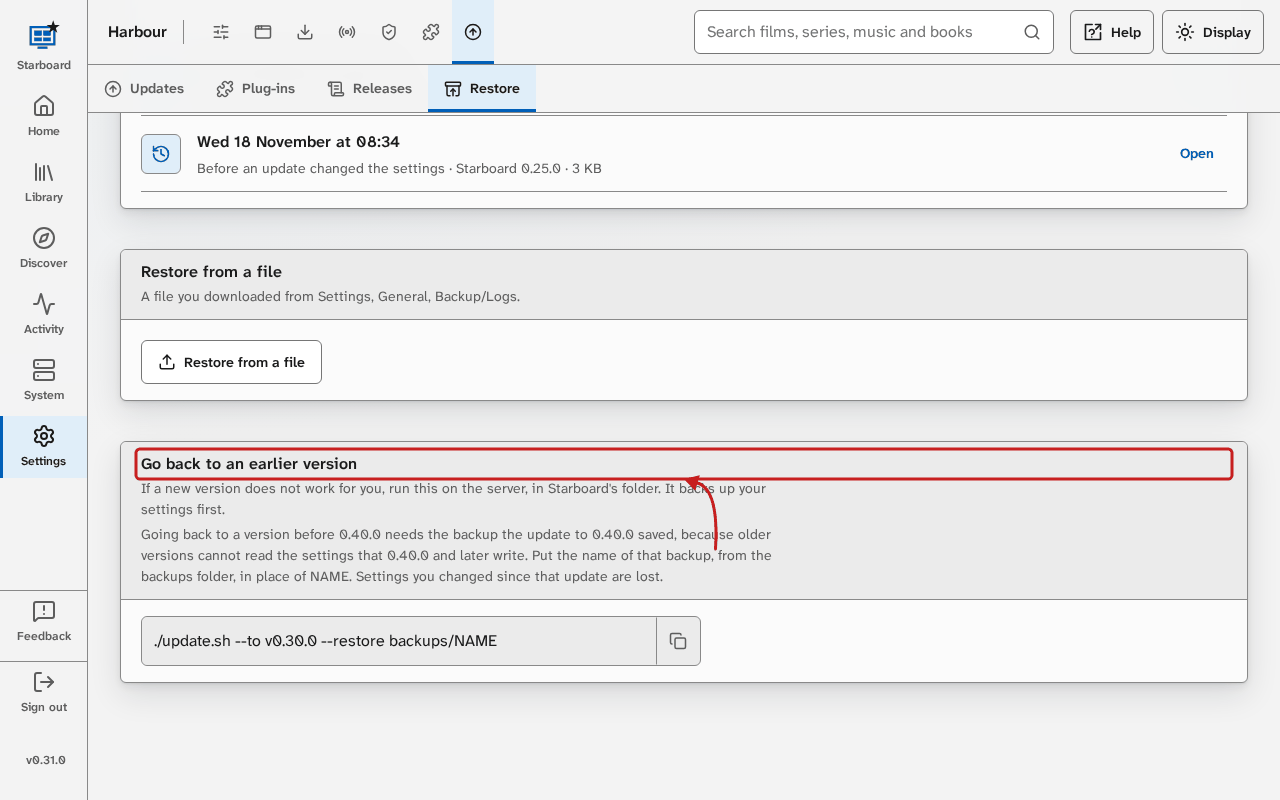 Starboard
Home
Library
Discover
Activity
System
Settings
Feedback
Sign out
v0.31.0
Harbour
Search films, series, music and books
Help
Display
Updates
Plug-ins
Releases
Restore
Wed 18 November at 08:34
Before an update changed the settings · Starboard 0.25.0 · 3 KB
Open
Restore from a file
A file you downloaded from Settings, General, Backup/Logs.
Restore from a file
Go back to an earlier version
If a new version does not work for you, run this on the server, in Starboard's folder. It backs up your
settings first.
Going back to a version before 0.40.0 needs the backup the update to 0.40.0 saved, because older
versions cannot read the settings that 0.40.0 and later write. Put the name of that backup, from the
backups folder, in place of NAME. Settings you changed since that update are lost.
./update.sh --to v0.30.0 --restore backups/NAME